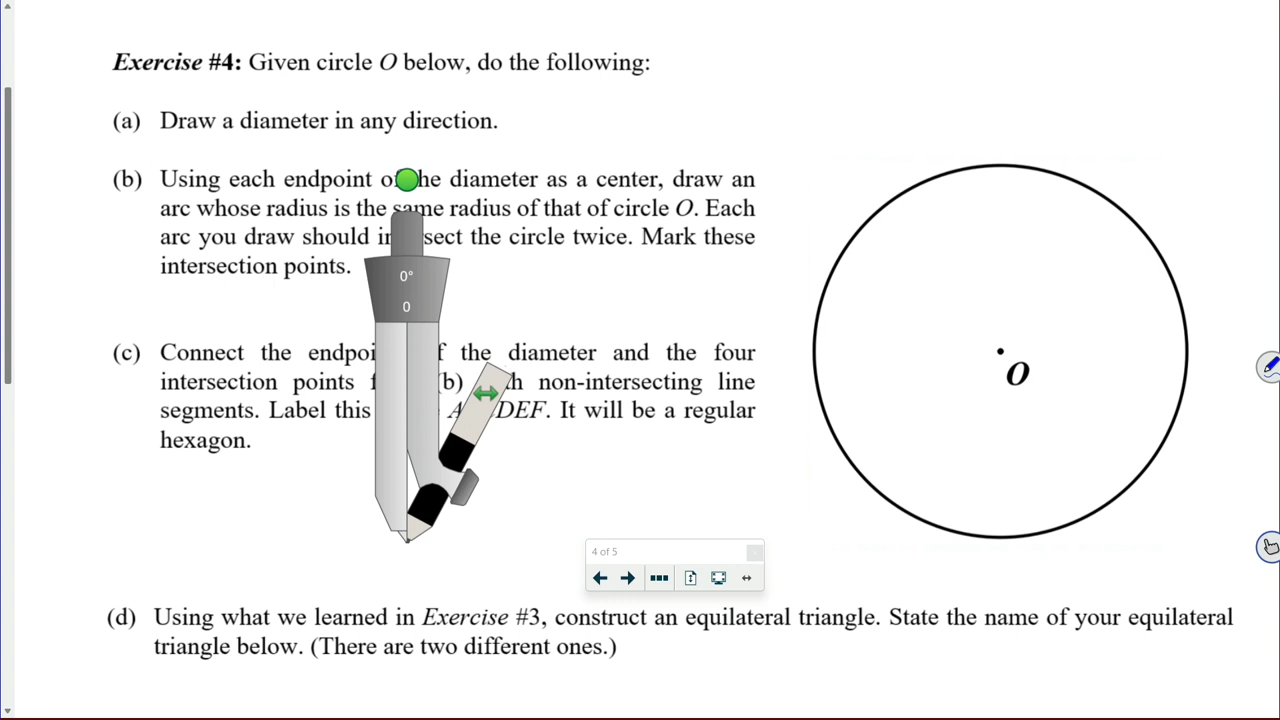 Exercise #4: Given circle O below, do the following:
(a) Draw a diameter in any direction.
(b) Using each endpoint of the diameter as a center, draw an
arc whose radius is the same radius of that of circle O. Each
arc you draw should intersect the circle twice. Mark these
intersection points.
0°
0
(c) Connect the endpoi f the diameter and the four
intersection points (b) h non-intersecting line
segments. Label this A DEF. It will be a regular
hexagon.
O
4 of 5
(d) Using what we learned in Exercise #3, construct an equilateral triangle. State the name of your equilateral
triangle below. (There are two different ones.)